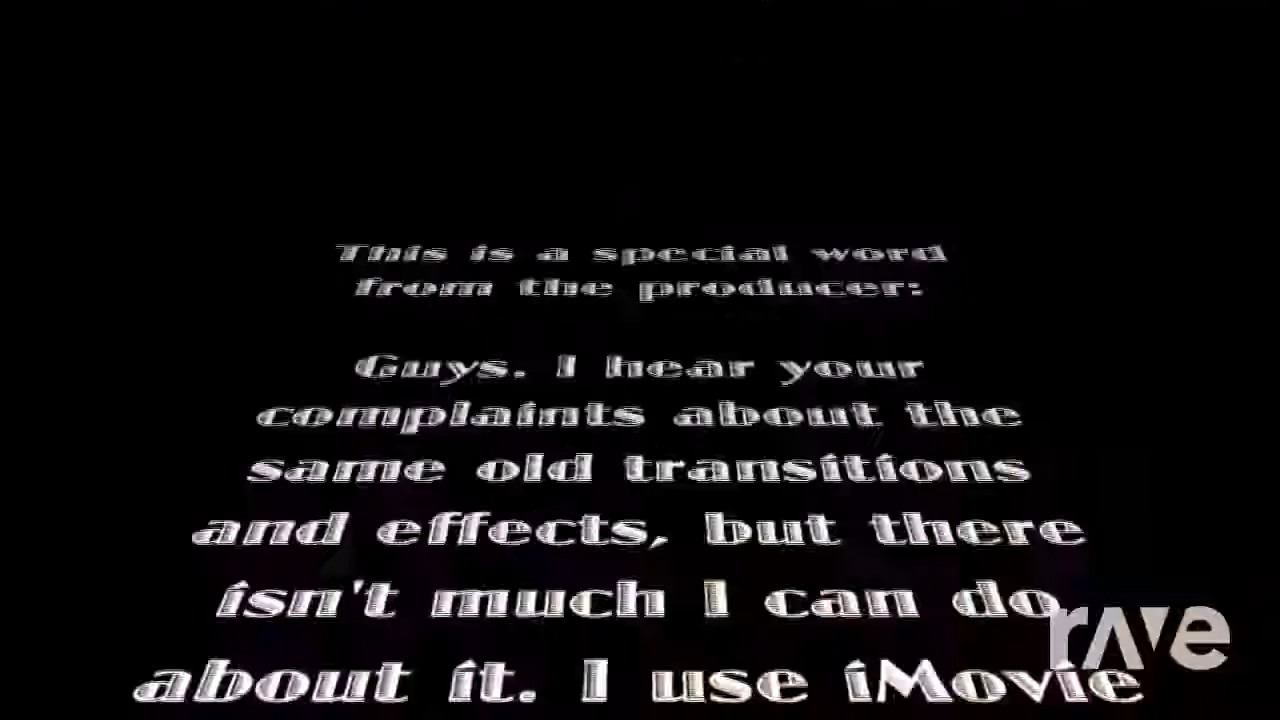 This is a special word
from the producer:
Guys. I hear your
complaints about the
same old transitions
and effects, but there
isn't much I can do
about it. I use iMovie
rave